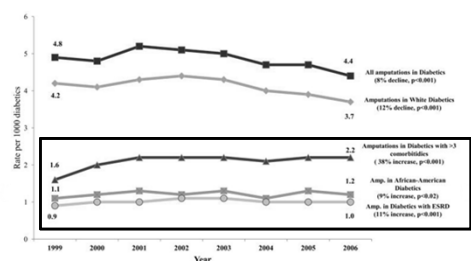 Rate per 1000 diabetics
6
5
4
3
2
1
0
4.8
4.2
1.6
1.1
0.9
4.4
3.7
2.2
1.2
1.0
All amputations in Diabetics
(8% decline, p<0.001)
Amputations in White Diabetics
(12% decline, p<0.001)
Amputations in Diabetics with >3
comorbitidics
( 38% increase, p<0.001)
Amp. in African-American
Diabetics
(9% increase, p<0.02)
Amp. in Diabetics with ESRD
(11% increase, p<0.001)
1999 2000 2001 2002 2003 2004 2005 2006
Year